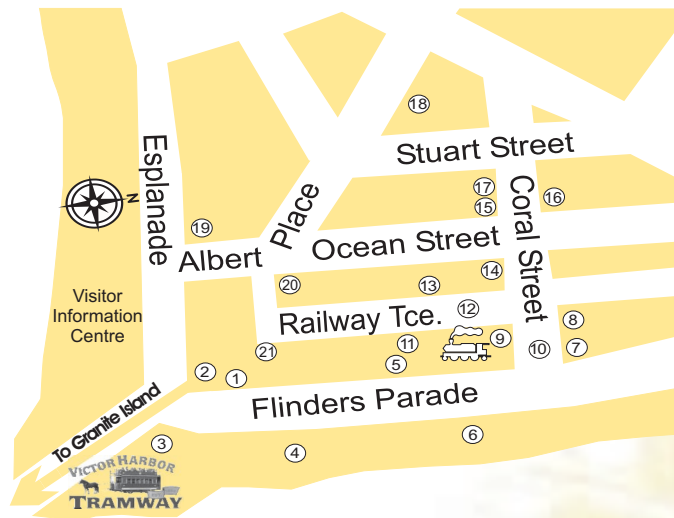 18
Stuart Street
Esplanade
17
15
16
Coral Street
N
Place
19
Albert
Ocean Street
20
13
14
Visitor
Information
Centre
Railway Tce.
12
8
21
11
9
10
7
2
1
5
Flinders Parade
To Granite Island
3
4
6
VICTOR HARBOR
TRAMWAY